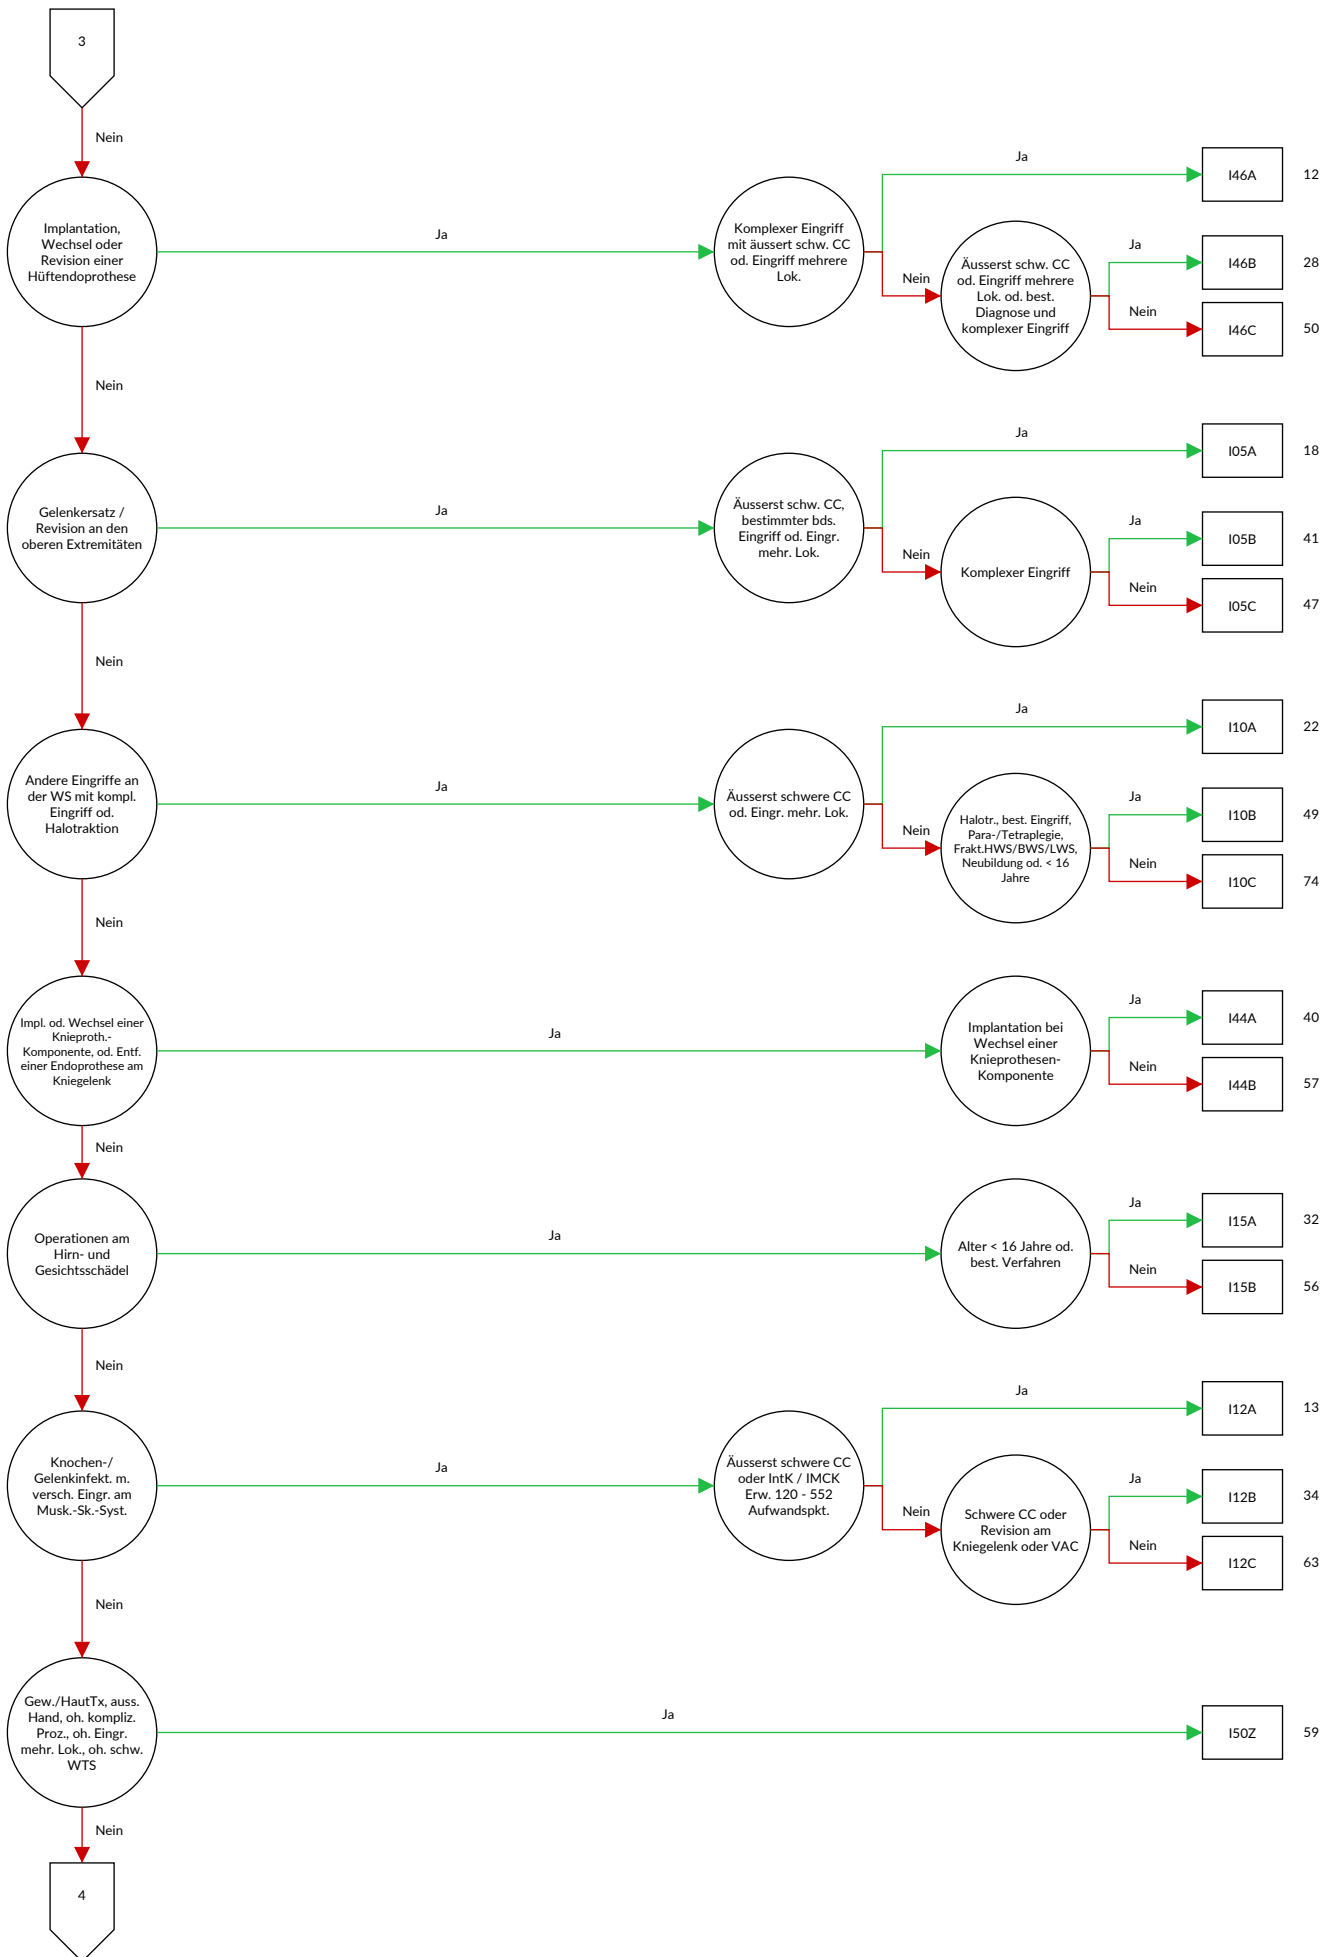 3
Nein
Implantation,
Wechsel oder
Revision einer
Hüftendoprothese
Ja
Komplexer Eingriff
mit äussert schw. CC
od. Eingriff mehrere
Lok.
Ja
I46A
12
Nein
Äusserst schw. CC
od. Eingriff mehrere
Lok. od. best.
Diagnose und
komplexer Eingriff
Ja
I46B
28
Nein
I46C
50
Nein
Gelenkersatz /
Revision an den
oberen Extremitäten
Ja
Äusserst schw. CC,
bestimmter bds.
Eingriff od. Eingr.
mehr. Lok.
Ja
I05A
18
Nein
Komplexer Eingriff
Ja
I05B
41
Nein
I05C
47
Nein
Andere Eingriffe an
der WS mit kompl.
Eingriff od.
Halotraktion
Ja
Äusserst schwere CC
od. Eingr. mehr. Lok.
Ja
I10A
22
Nein
Halotr., best. Eingriff,
Para-/Tetraplegie,
Frakt.HWS/BWS/LWS,
Neubildung od. < 16
Jahre
Ja
I10B
49
Nein
I10C
74
Nein
Impl. od. Wechsel einer
Knieproth.-
Komponente, od. Entf.
einer Endoprothese am
Kniegelenk
Ja
Implantation bei
Wechsel einer
Knieprothesen-
Komponente
Ja
I44A
40
Nein
I44B
57
Nein
Operationen am
Hirn- und
Gesichtsschädel
Ja
Alter < 16 Jahre od.
best. Verfahren
Ja
I15A
32
Nein
I15B
56
Nein
Knochen-/
Gelenkinfekt. m.
versch. Eingr. am
Musk.-Sk.-Syst.
Ja
Äusserst schwere CC
oder IntK / IMCK
Erw. 120 - 552
Aufwandspkt.
Ja
I12A
13
Nein
Schwere CC oder
Revision am
Kniegelenk oder VAC
Ja
I12B
34
Nein
I12C
63
Nein
Gew./HautTx, auss.
Hand, oh. kompliz.
Proz., oh. Eingr.
mehr. Lok., oh. schw.
WTS
Ja
I50Z
59
Nein
4